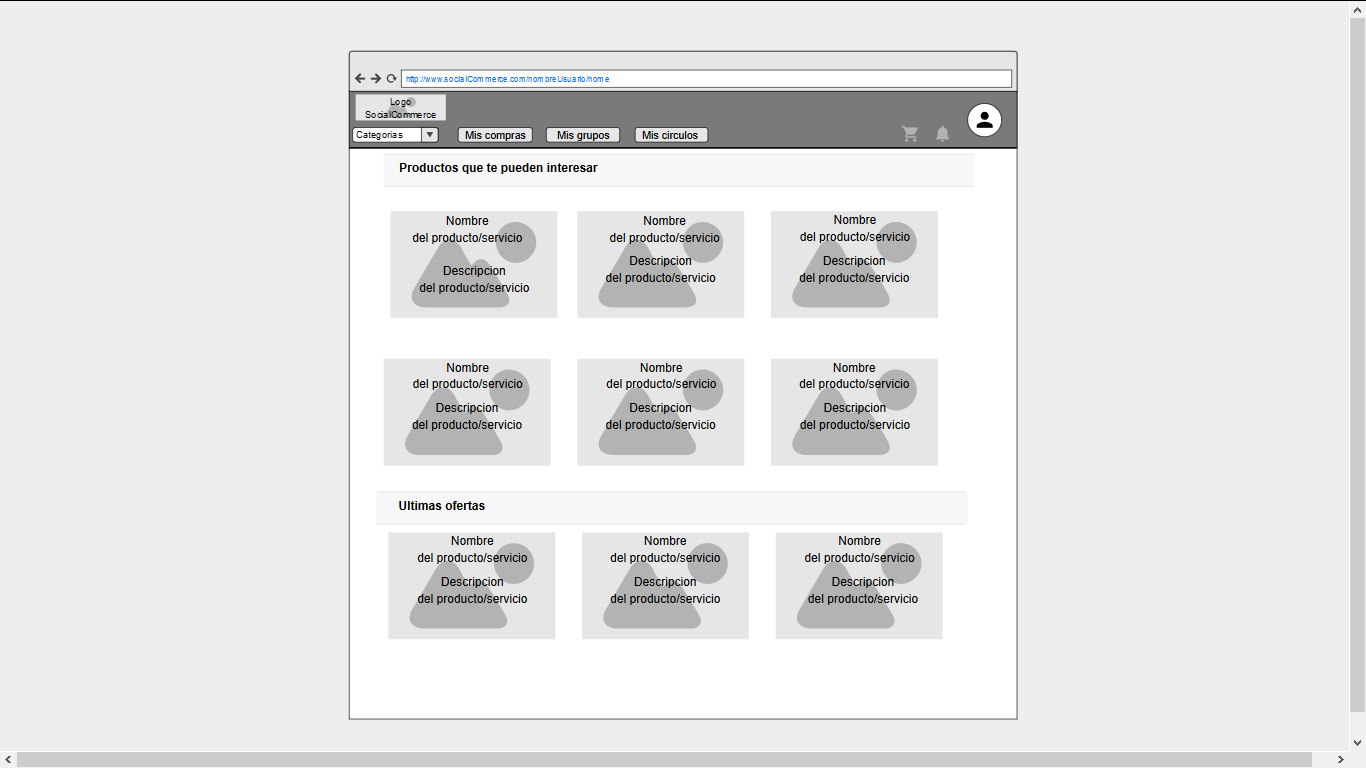 http://www.socialCommerce.com/nombreUsuario/home
Logo
SocialCommerce
Categorias
Mis compras
Mis grupos
Mis circulos
Productos que te pueden interesar
Nombre
del producto/servicio
Descripcion
del producto/servicio
Nombre
del producto/servicio
Descripcion
del producto/servicio
Nombre
del producto/servicio
Descripcion
del producto/servicio
Nombre
del producto/servicio
Descripcion
del producto/servicio
Nombre
del producto/servicio
Descripcion
del producto/servicio
Nombre
del producto/servicio
Descripcion
del producto/servicio
Ultimas ofertas
Nombre
del producto/servicio
Descripcion
del producto/servicio
Nombre
del producto/servicio
Descripcion
del producto/servicio
Nombre
del producto/servicio
Descripcion
del producto/servicio